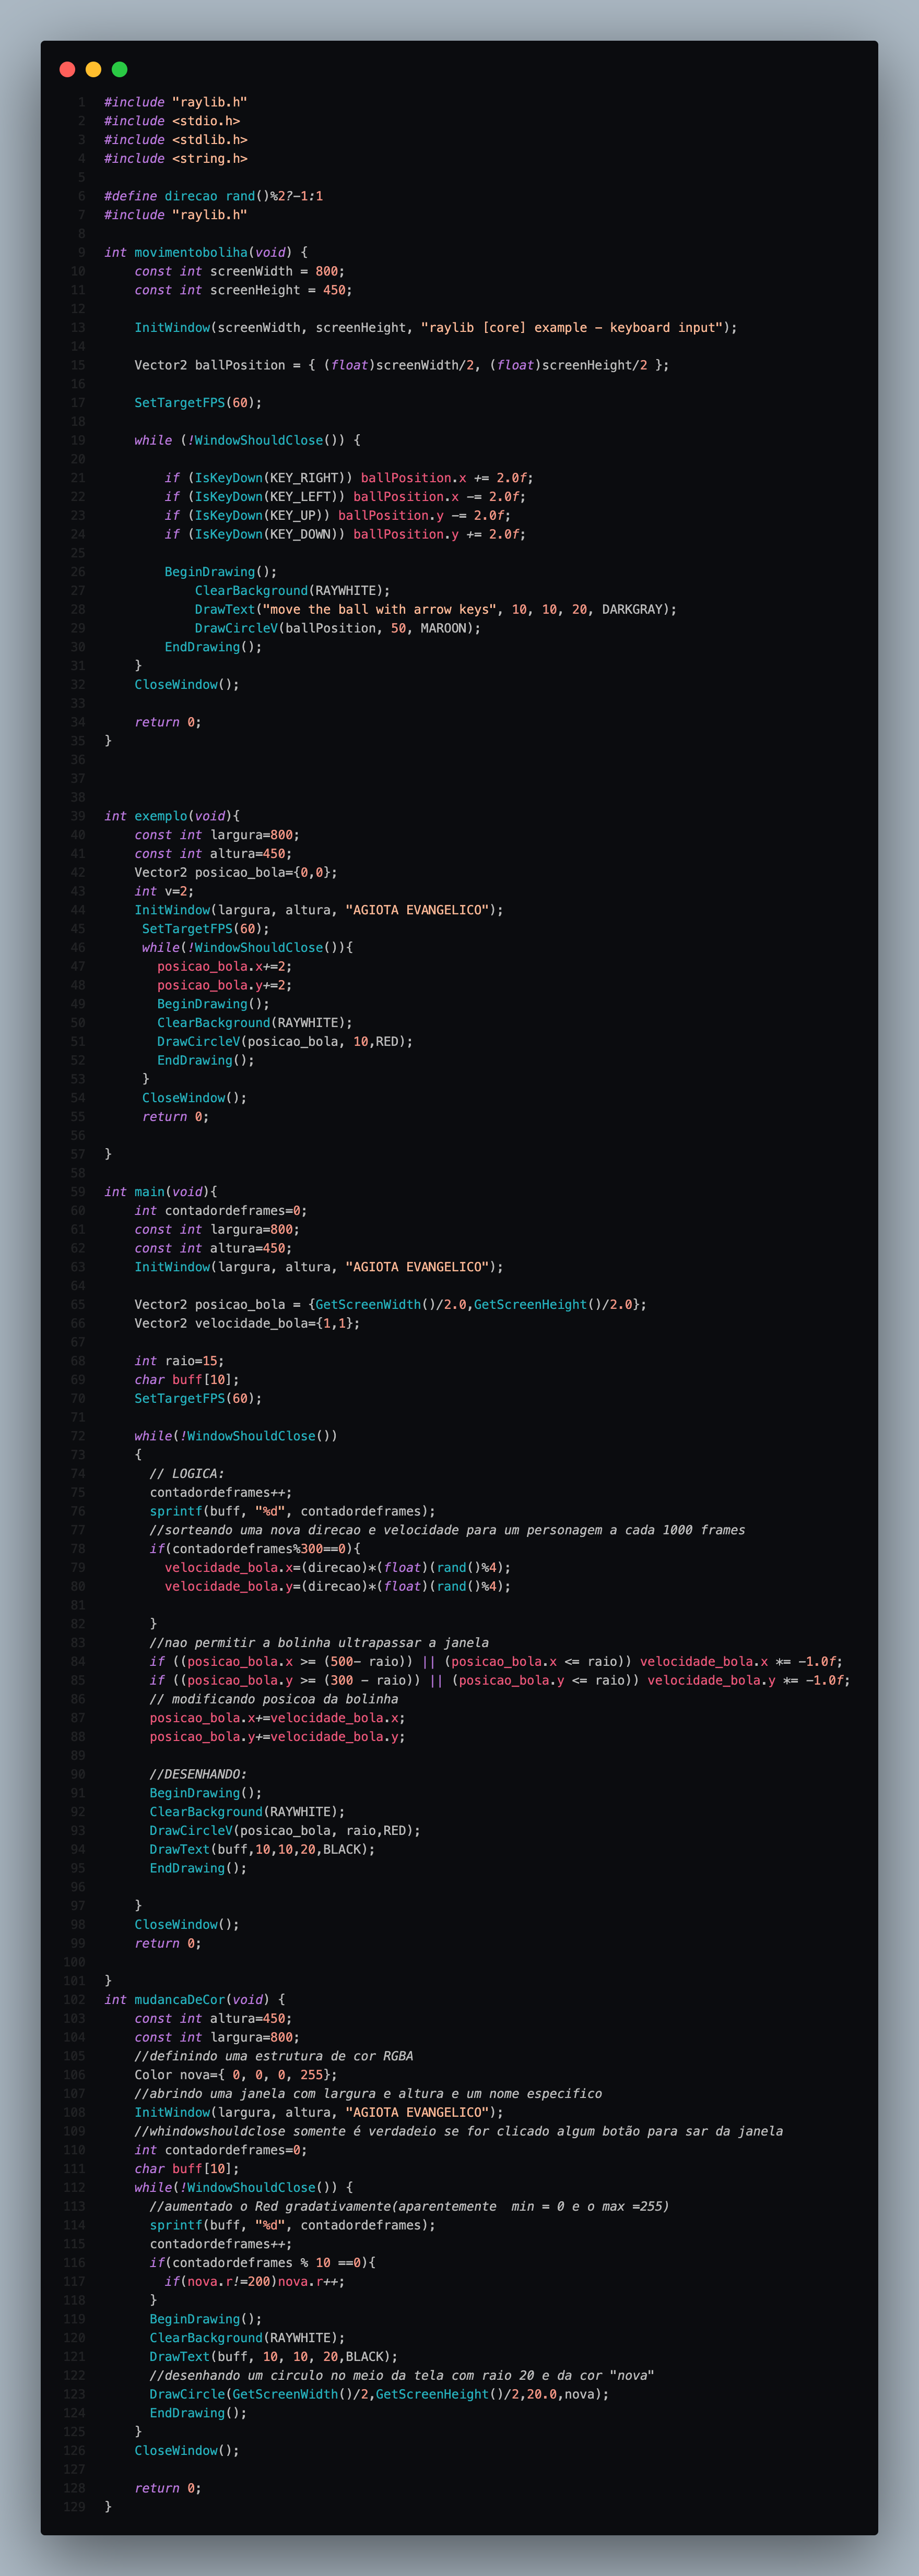 1 #include "raylib.h"
2 #include <stdio.h>
3 #include <stdlib.h>
4 #include <string.h>
5
6 #define direcao rand()%2?-1:1
7 #include "raylib.h"
8
9 int movimentoboliha(void) {
10     const int screenWidth = 800;
11     const int screenHeight = 450;
12
13     InitWindow(screenWidth, screenHeight, "raylib [core] example - keyboard input");
14
15     Vector2 ballPosition = { (float)screenWidth/2, (float)screenHeight/2 };
16
17     SetTargetFPS(60);
18
19     while (!WindowShouldClose()) {
20
21         if (IsKeyDown(KEY_RIGHT)) ballPosition.x += 2.0f;
22         if (IsKeyDown(KEY_LEFT)) ballPosition.x -= 2.0f;
23         if (IsKeyDown(KEY_UP)) ballPosition.y -= 2.0f;
24         if (IsKeyDown(KEY_DOWN)) ballPosition.y += 2.0f;
25
26         BeginDrawing();
27             ClearBackground(RAYWHITE);
28             DrawText("move the ball with arrow keys", 10, 10, 20, DARKGRAY);
29             DrawCircleV(ballPosition, 50, MAROON);
30         EndDrawing();
31     }
32     CloseWindow();
33
34     return 0;
35 }
36
37
38
39 int exemplo(void){
40     const int largura=800;
41     const int altura=450;
42     Vector2 posicao_bola={0,0};
43     int v=2;
44     InitWindow(largura, altura, "AGIOTA EVANGELICO");
45      SetTargetFPS(60);
46      while(!WindowShouldClose()){
47        posicao_bola.x+=2;
48        posicao_bola.y+=2;
49        BeginDrawing();
50        ClearBackground(RAYWHITE);
51        DrawCircleV(posicao_bola, 10,RED);
52        EndDrawing();
53      }
54      CloseWindow();
55      return 0;
56
57 }
58
59 int main(void){
60     int contadordeframes=0;
61     const int largura=800;
62     const int altura=450;
63     InitWindow(largura, altura, "AGIOTA EVANGELICO");
64
65     Vector2 posicao_bola = {GetScreenWidth()/2.0,GetScreenHeight()/2.0};
66     Vector2 velocidade_bola={1,1};
67
68     int raio=15;
69     char buff[10];
70     SetTargetFPS(60);
71
72     while(!WindowShouldClose())
73     {
74       // LOGICA:
75       contadordeframes++;
76       sprintf(buff, "%d", contadordeframes);
77       //sorteando uma nova direcao e velocidade para um personagem a cada 1000 frames
78       if(contadordeframes%300==0){
79         velocidade_bola.x=(direcao)*(float)(rand()%4);
80         velocidade_bola.y=(direcao)*(float)(rand()%4);
81
82       }
83       //nao permitir a bolinha ultrapassar a janela
84       if ((posicao_bola.x >= (500- raio)) || (posicao_bola.x <= raio)) velocidade_bola.x *= -1.0f;
85       if ((posicao_bola.y >= (300 - raio)) || (posicao_bola.y <= raio)) velocidade_bola.y *= -1.0f;
86       // modificando posicoa da bolinha
87       posicao_bola.x+=velocidade_bola.x;
88       posicao_bola.y+=velocidade_bola.y;
89
90       //DESENHANDO:
91       BeginDrawing();
92       ClearBackground(RAYWHITE);
93       DrawCircleV(posicao_bola, raio,RED);
94       DrawText(buff,10,10,20,BLACK);
95       EndDrawing();
96
97     }
98     CloseWindow();
99     return 0;
100
101 }
102 int mudancaDeCor(void) {
103     const int altura=450;
104     const int largura=800;
105     //definindo uma estrutura de cor RGBA
106     Color nova={ 0, 0, 0, 255};
107     //abrindo uma janela com largura e altura e um nome especifico
108     InitWindow(largura, altura, "AGIOTA EVANGELICO");
109     //whindowshouldclose somente é verdadeio se for clicado algum botão para sar da janela
110     int contadordeframes=0;
111     char buff[10];
112     while(!WindowShouldClose()) {
113       //aumentado o Red gradativamente(aparentemente  min = 0 e o max =255)
114       sprintf(buff, "%d", contadordeframes);
115       contadordeframes++;
116       if(contadordeframes % 10 ==0){
117         if(nova.r!=200)nova.r++;
118       }
119       BeginDrawing();
120       ClearBackground(RAYWHITE);
121       DrawText(buff, 10, 10, 20,BLACK);
122       //desenhando um circulo no meio da tela com raio 20 e da cor "nova"
123       DrawCircle(GetScreenWidth()/2,GetScreenHeight()/2,20.0,nova);
124       EndDrawing();
125     }
126     CloseWindow();
127
128     return 0;
129 }